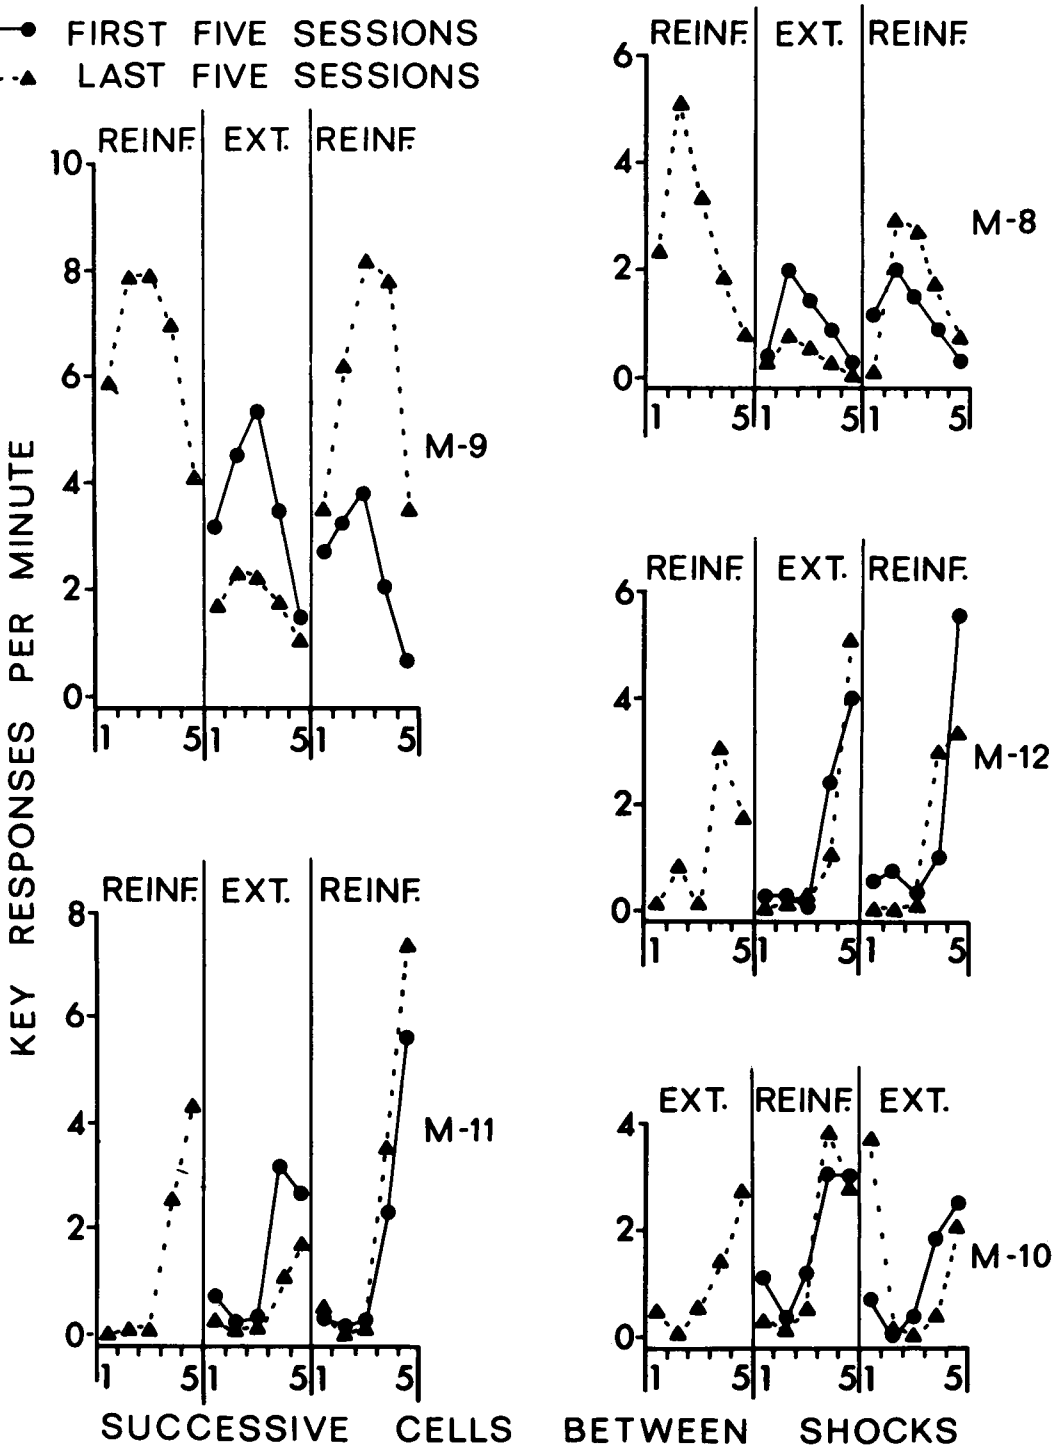 FIRST FIVE SESSIONS
LAST FIVE SESSIONS
REINF. EXT. REINF.
10
8
6
4
2
0
1 5 1 5 1 5
M-9
REINF. EXT. REINF.
8
6
4
2
0
1 5 1 5 1 5
M-11
REINF. EXT. REINF.
6
4
2
0
1 5 1 5 1 5
M-8
REINF. EXT. REINF.
6
4
2
0
1 5 1 5 1 5
M-12
EXT. REINF. EXT.
4
2
0
1 5 1 5 1 5
M-10
KEY RESPONSES PER MINUTE
SUCCESSIVE CELLS BETWEEN SHOCKS